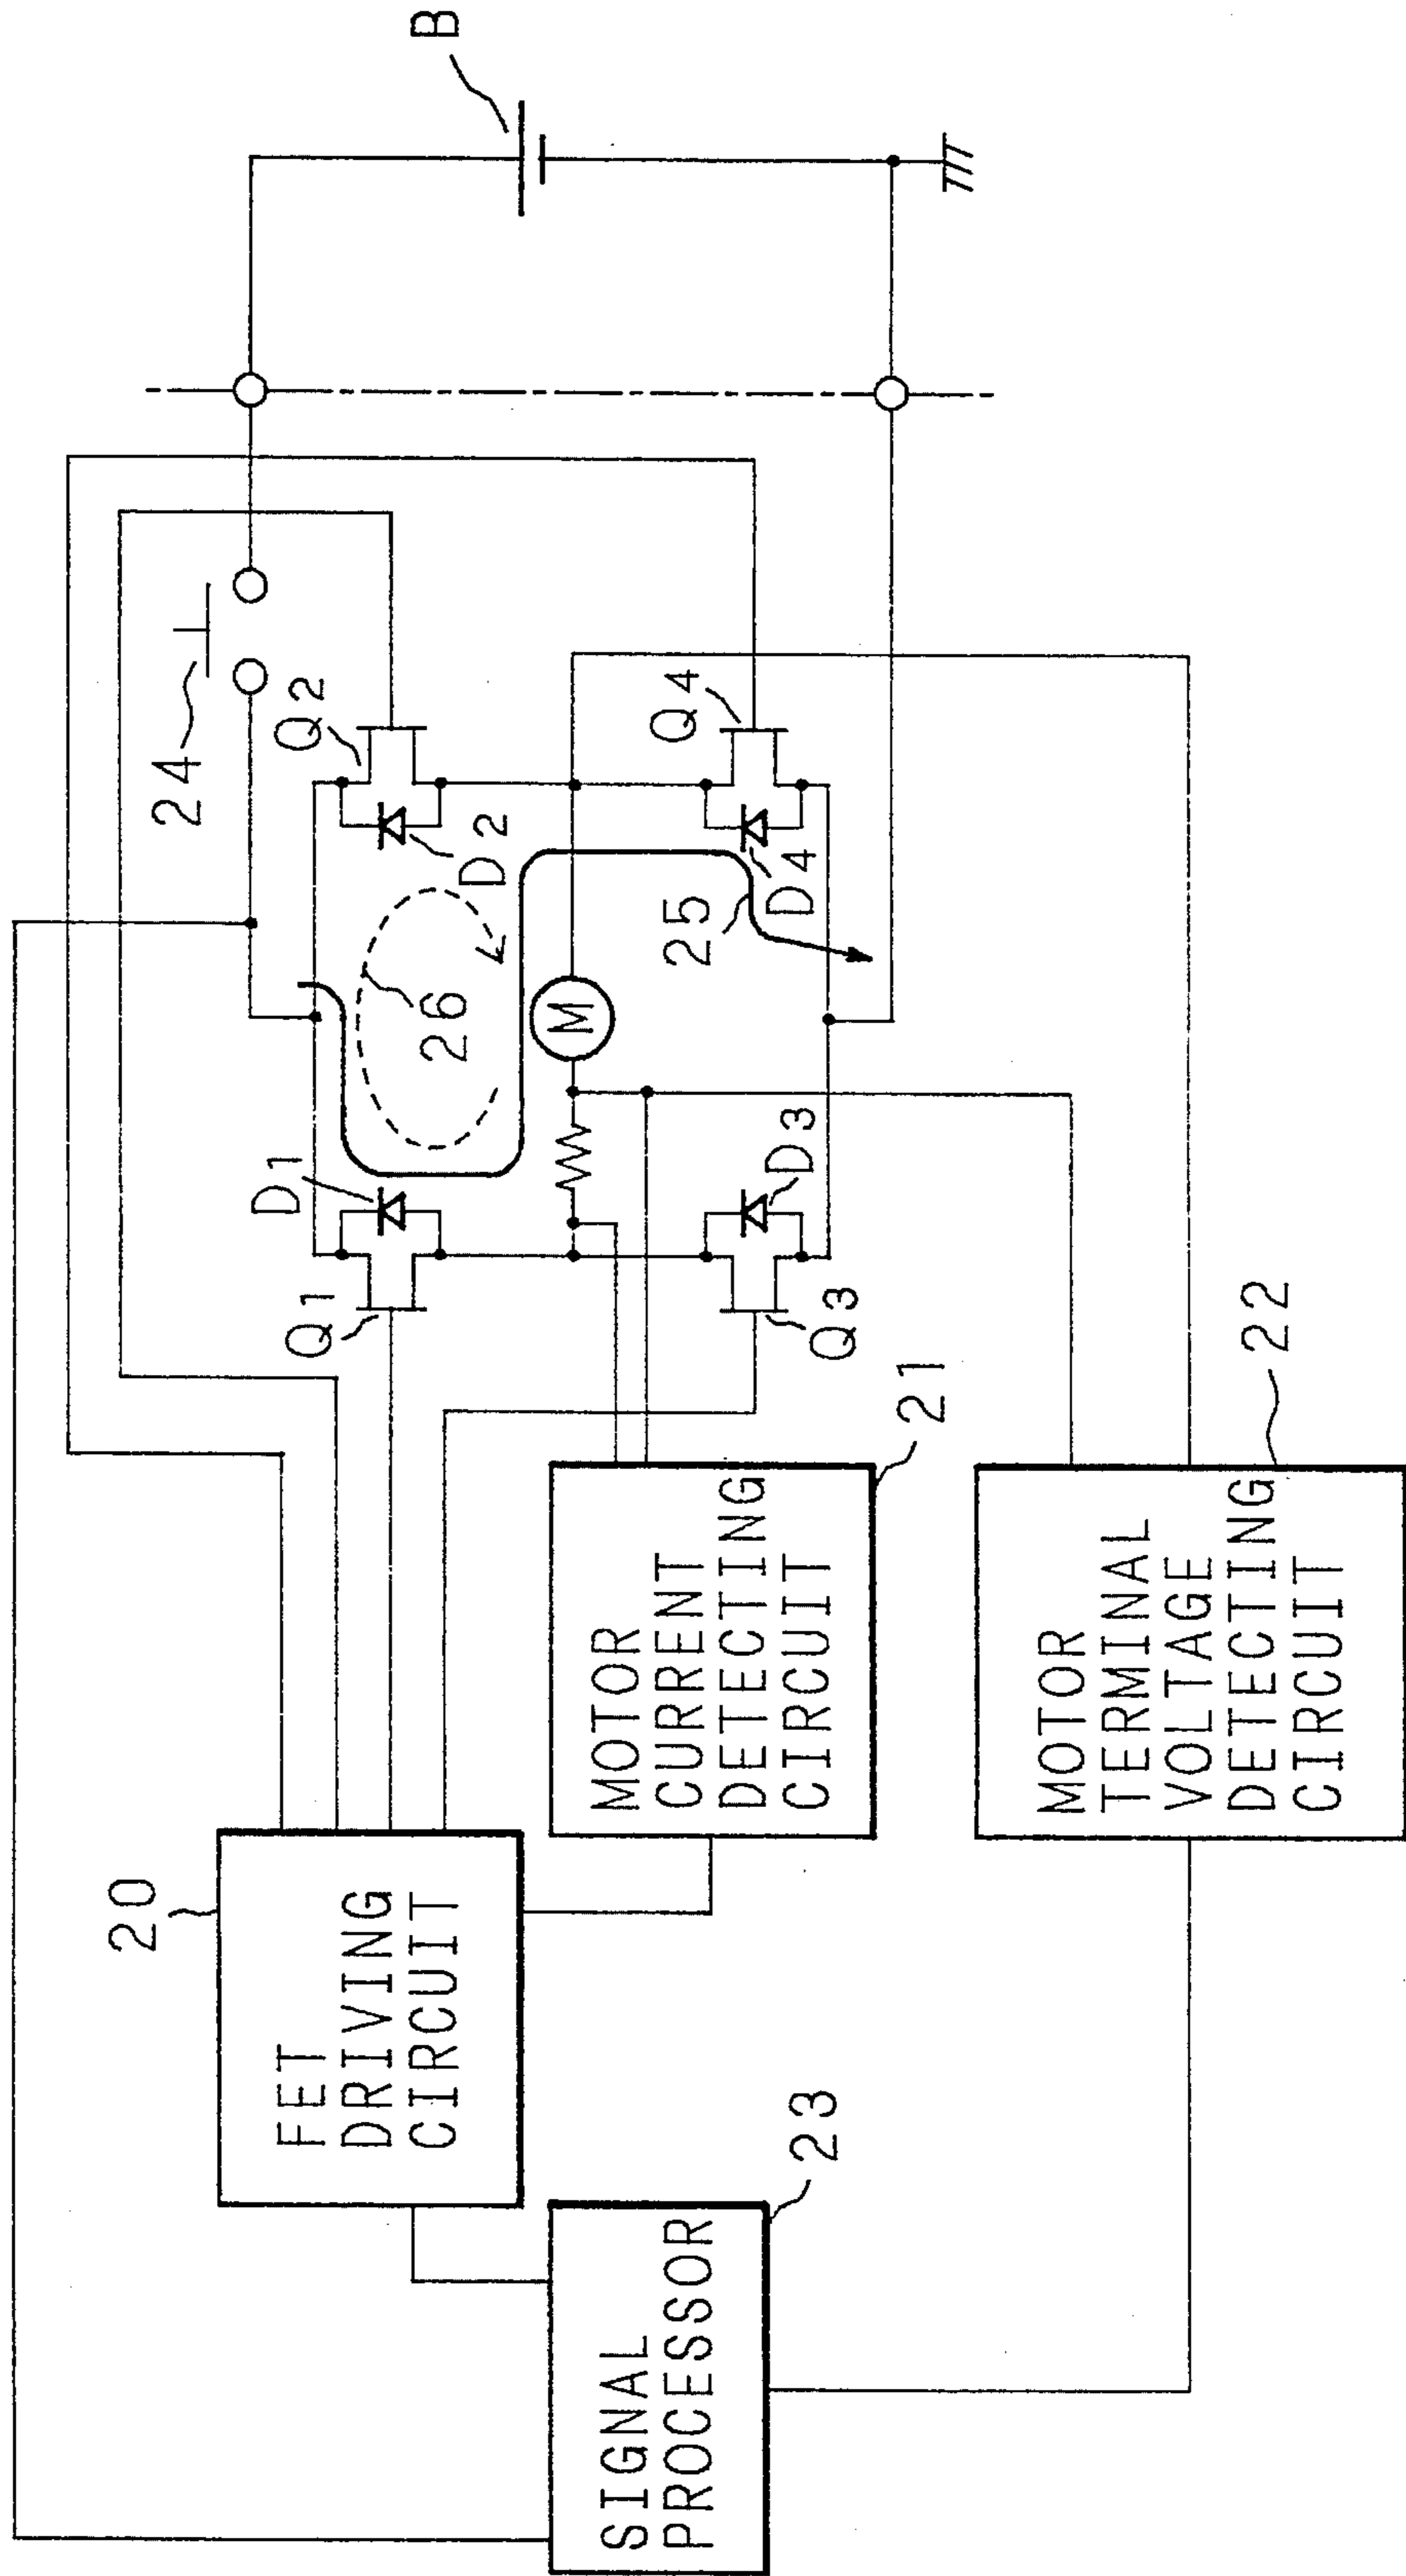 B
24
Q2
D2
Q4
D4
25
26
M
D1
Q1
D3
Q3
20
FET
DRIVING
CIRCUIT
MOTOR
CURRENT
DETECTING
CIRCUIT
21
MOTOR
TERMINAL
VOLTAGE
DETECTING
CIRCUIT
22
SIGNAL
PROCESSOR
23